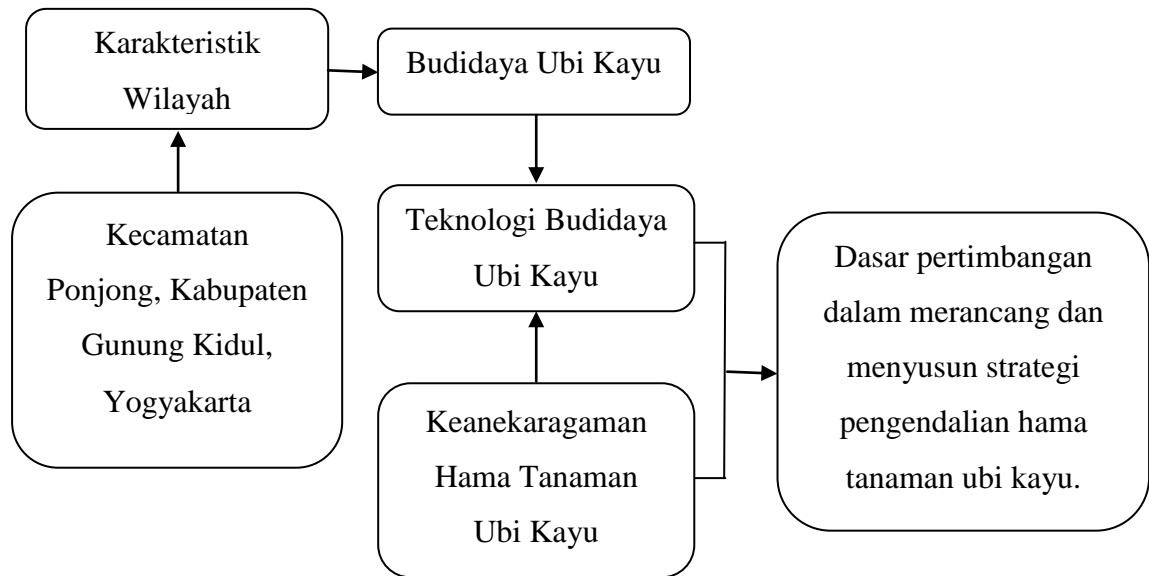 Karakteristik
Wilayah
Budidaya Ubi Kayu
Kecamatan
Ponjong, Kabupaten
Gunung Kidul,
Yogyakarta
Teknologi Budidaya
Ubi Kayu
Keanekaragaman
Hama Tanaman
Ubi Kayu
Dasar pertimbangan
dalam merancang dan
menyusun strategi
pengendalian hama
tanaman ubi kayu.